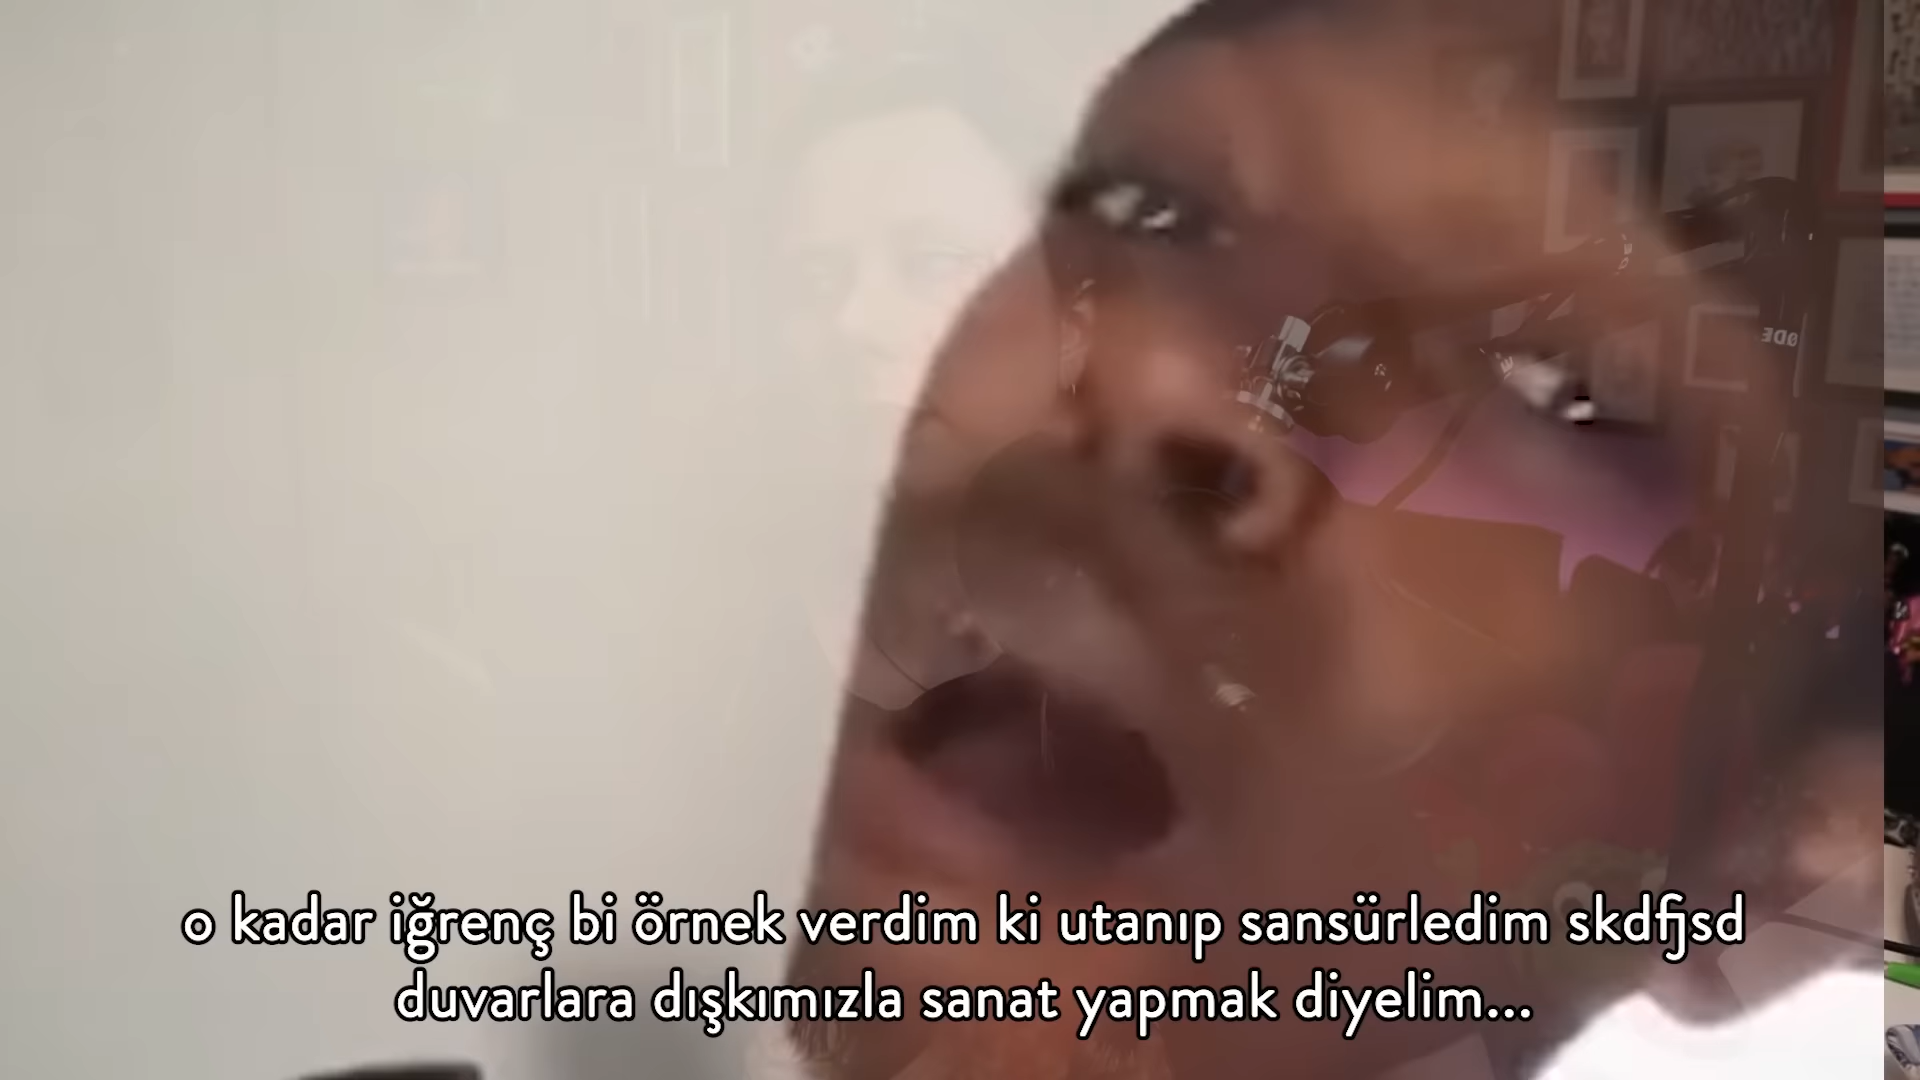 o kadar iğrenç bi örnek verdim ki utanıp sansürledim skdfjsd
duvarlara dışkımızla sanat yapmak diyelim...